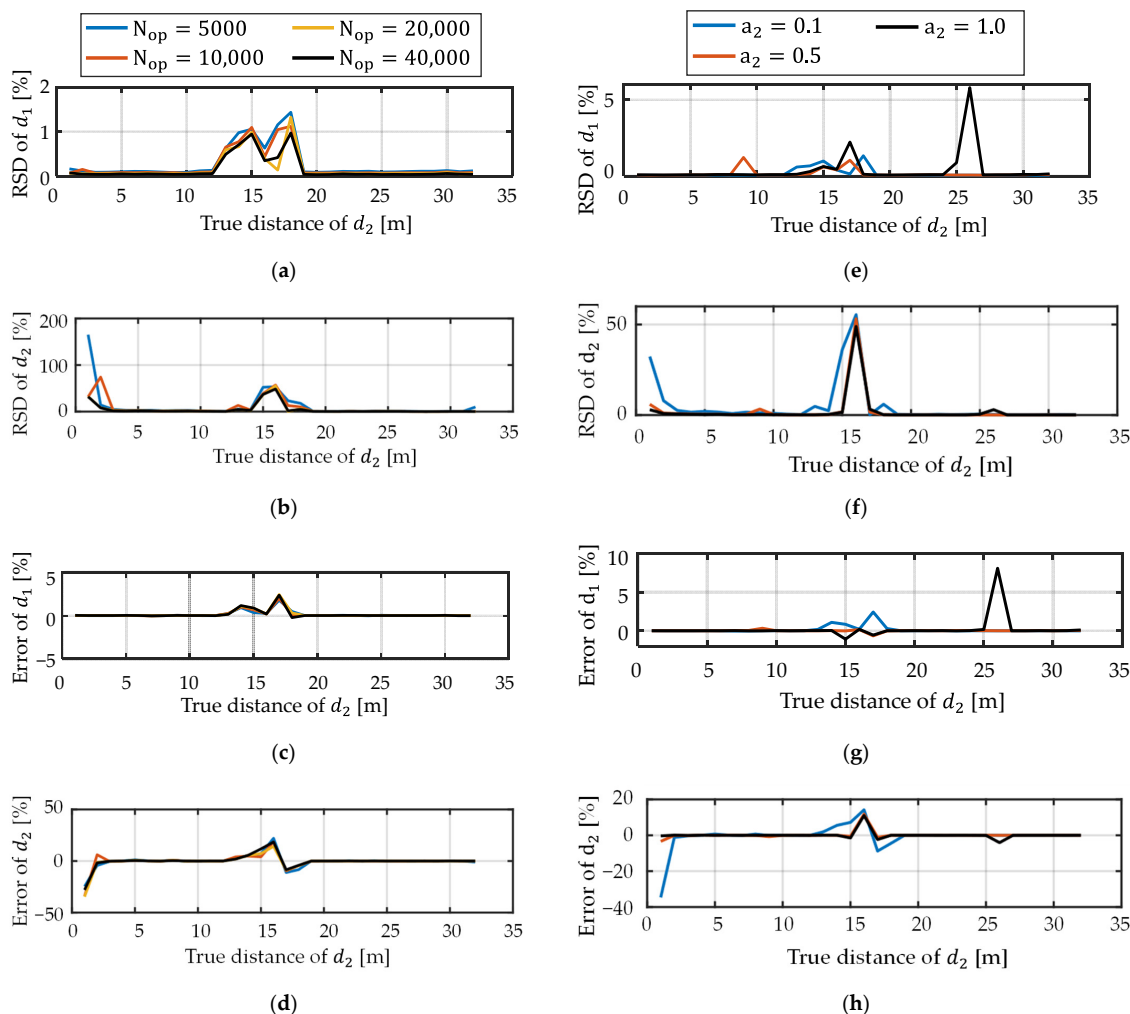 N_op = 5000
N_op = 20,000
N_op = 10,000
N_op = 40,000
RSD of d_1 [%]
2
1
0
0 5 10 15 20 25 30 35
True distance of d_2 [m]
(a)
RSD of d_2 [%]
200
100
0
0 5 10 15 20 25 30 35
True distance of d_2 [m]
(b)
Error of d_1 [%]
5
0
−5
0 5 10 15 20 25 30 35
True distance of d_2 [m]
(c)
Error of d_2 [%]
50
0
−50
0 5 10 15 20 25 30 35
True distance of d_2 [m]
(d)
a_2 = 0.1
a_2 = 1.0
a_2 = 0.5
RSD of d_1 [%]
5
0
0 5 10 15 20 25 30 35
True distance of d_2 [m]
(e)
RSD of d_2 [%]
50
0
0 5 10 15 20 25 30 35
True distance of d_2 [m]
(f)
Error of d_1 [%]
10
5
0
0 5 10 15 20 25 30 35
True distance of d_2 [m]
(g)
Error of d_2 [%]
20
0
−20
−40
0 5 10 15 20 25 30 35
True distance of d_2 [m]
(h)